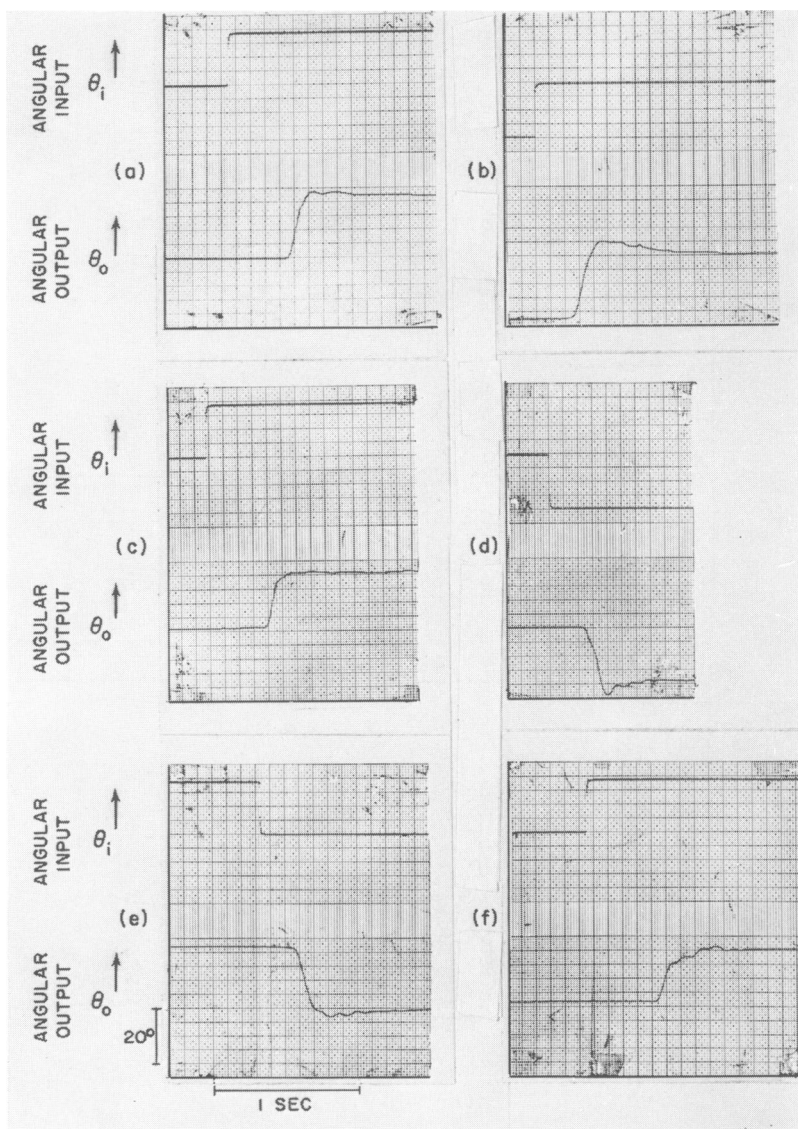 ANGULAR INPUT θi
(a)
ANGULAR OUTPUT θo
(b)
ANGULAR INPUT θi
(c)
ANGULAR OUTPUT θo
(d)
ANGULAR INPUT θi
(e)
ANGULAR OUTPUT θo
(f)
20°
1 SEC